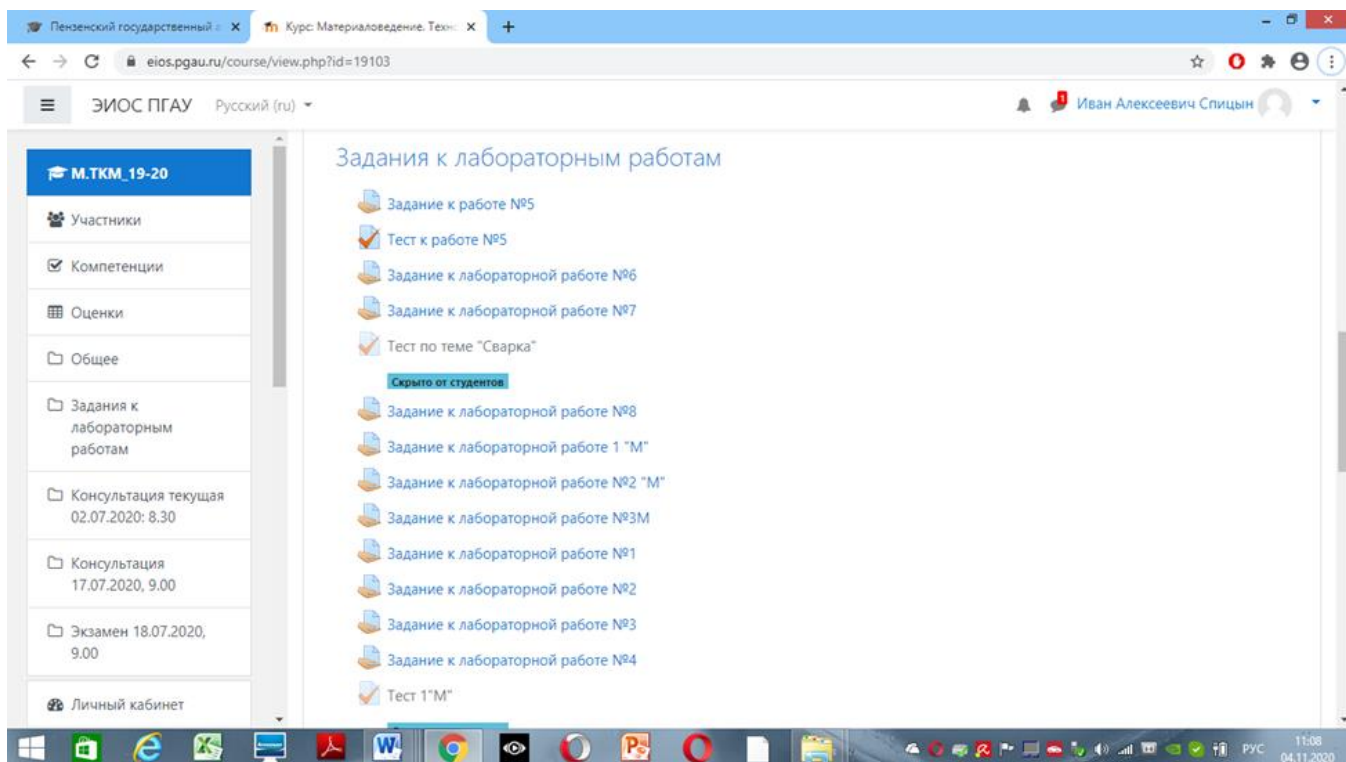 Пензенский государственный а
Курс: Материаловедение. Техн
eios.pgau.ru/course/view.php?id=19103
ЭИОС ПГАУ Русский (ru)
1
Иван Алексеевич Спицын
М.ТКМ_19-20
Участники
Компетенции
Оценки
Общее
Задания к
лабораторным
работам
Консультация текущая
02.07.2020: 8.30
Консультация
17.07.2020, 9.00
Экзамен 18.07.2020,
9.00
Личный кабинет
Задания к лабораторным работам
Задание к работе №5
Тест к работе №5
Задание к лабораторной работе №6
Задание к лабораторной работе №7
Тест по теме "Сварка"
Скрыто от студентов
Задание к лабораторной работе №8
Задание к лабораторной работе 1 "М"
Задание к лабораторной работе №2 "М"
Задание к лабораторной работе №3М
Задание к лабораторной работе №1
Задание к лабораторной работе №2
Задание к лабораторной работе №3
Задание к лабораторной работе №4
Тест 1"М"
РУС
11:08
04.11.2020